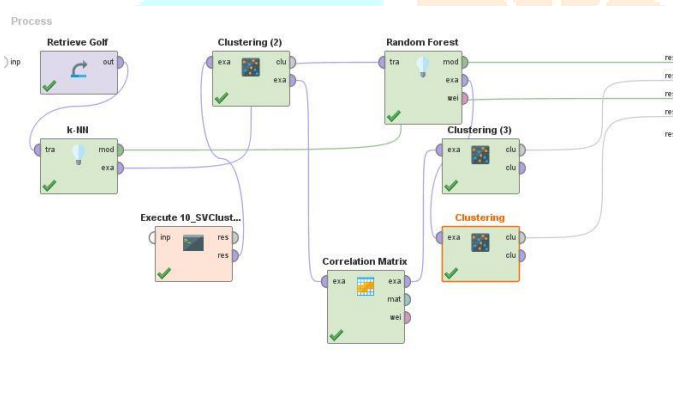 Process
Retrieve Golf
out
inp
Clustering (2)
exa
clu
exa
Random Forest
tra
mod
exa
wei
res
res
res
res
res
k-NN
tra
mod
exa
Clustering (3)
exa
clu
clu
Execute 10_SVClust...
inp
res
res
Clustering
exa
clu
clu
Correlation Matrix
exa
exa
mat
wei